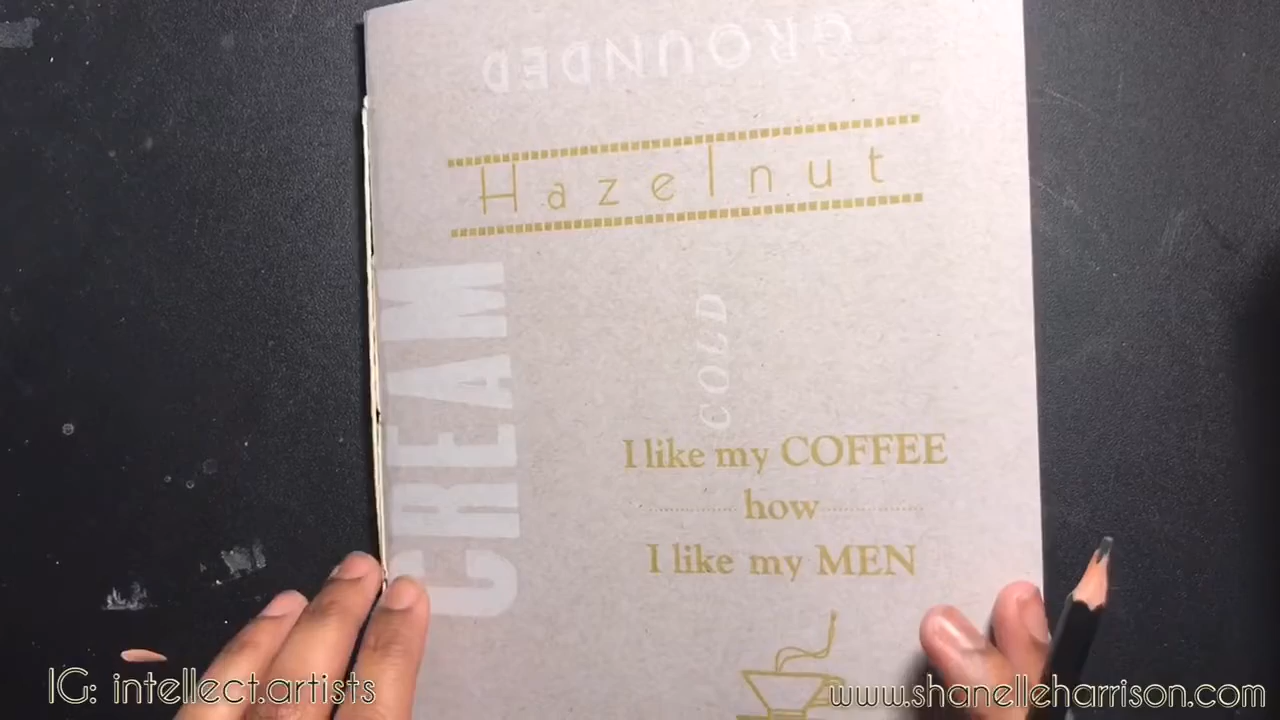 GROUNDED
Hazelnut
CREAM
COLD
I like my COFFEE
how
I like my MEN
IG: intellect.artists
www.shanelleharrison.com